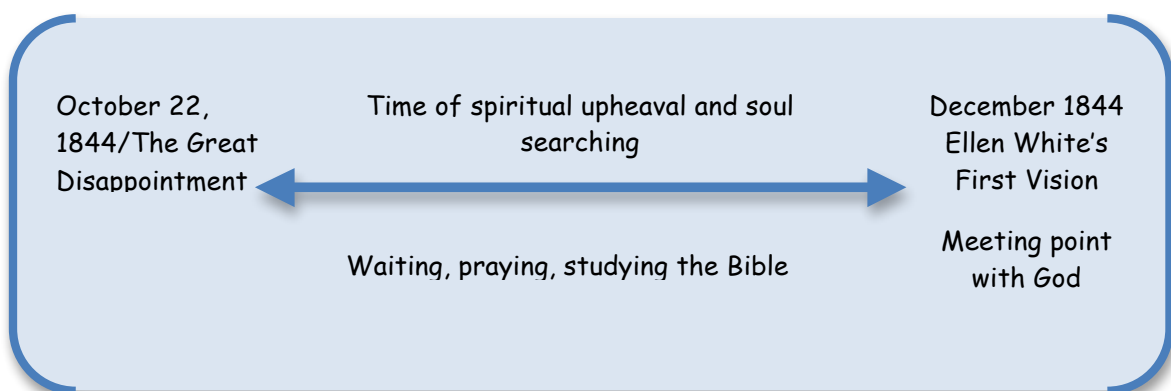 October 22,
1844/The Great
Disappointment
Time of spiritual upheaval and soul
searching
Waiting, praying, studying the Bible
December 1844
Ellen White's
First Vision
Meeting point
with God